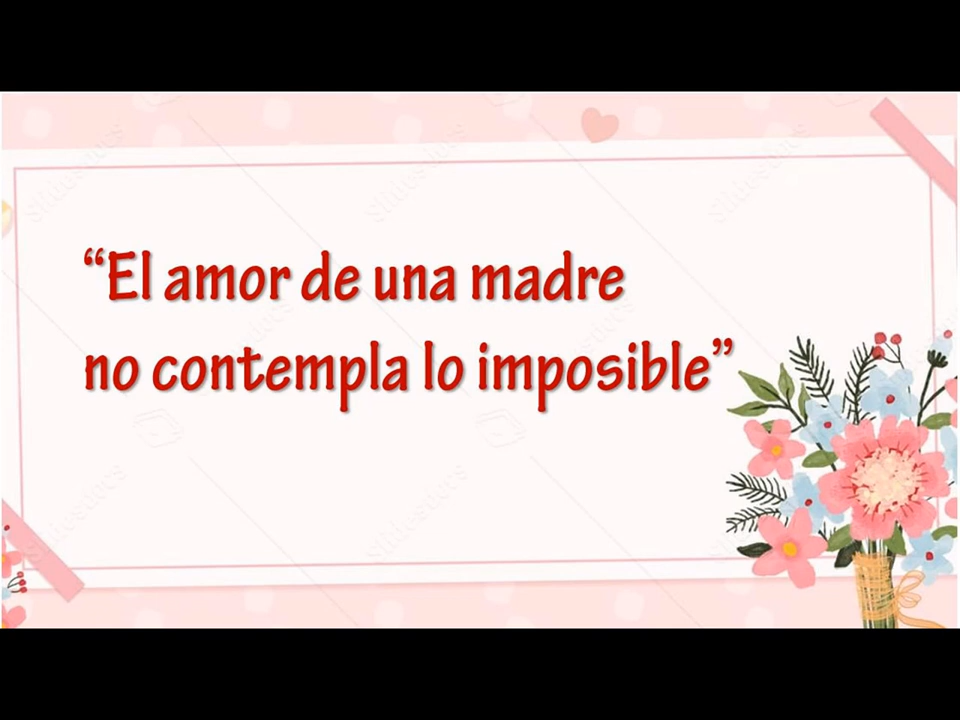 “El amor de una madre
no contempla lo imposible”